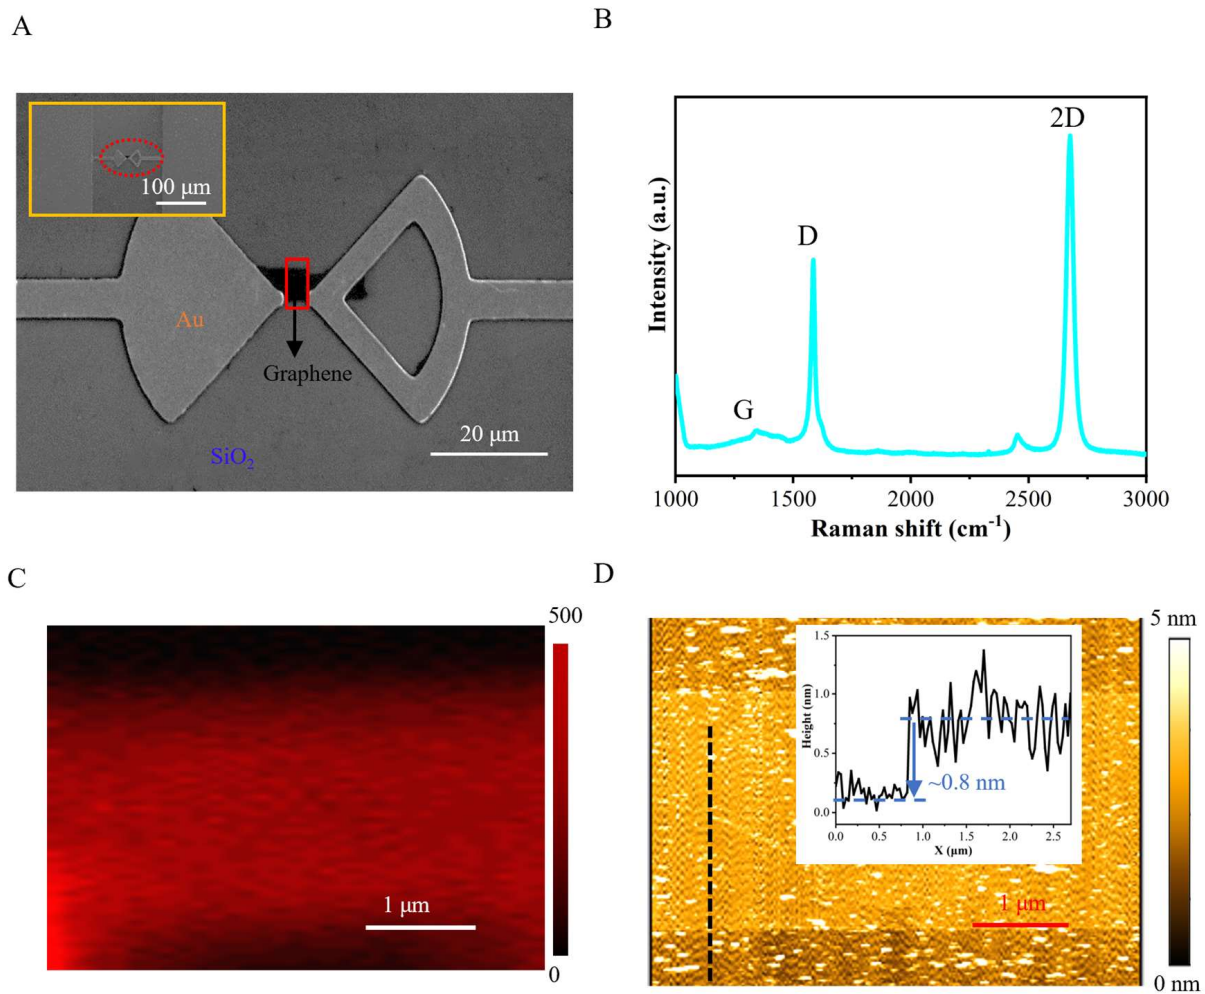 A
100 μm
Au
Graphene
20 μm
SiO₂
B
2D
D
G
Intensity (a.u.)
1000 1500 2000 2500 3000
Raman shift (cm⁻¹)
C
500
1 μm
0
D
5 nm
1.5
1.0
0.5
0.0
Height (nm)
~0.8 nm
0.0 0.5 1.0 1.5 2.0 2.5
X (μm)
1 μm
0 nm